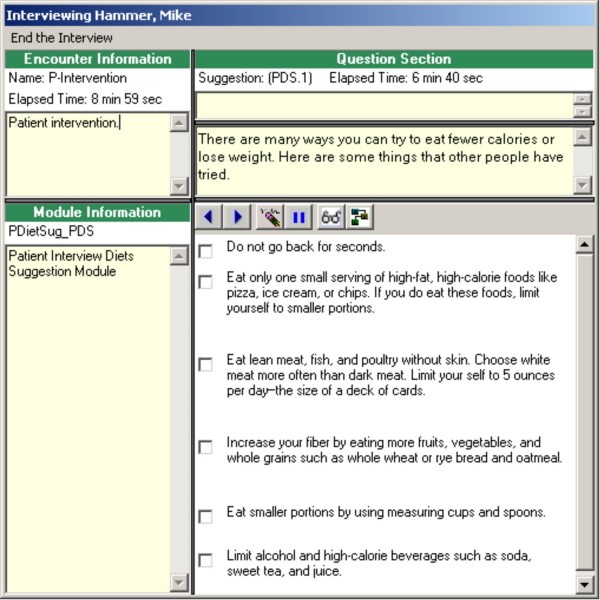 Interviewing Hammer, Mike
End the Interview
Encounter Information
Name: P-Intervention
Elapsed Time: 8 min 59 sec
Patient intervention.
Question Section
Suggestion: (PDS.1) Elapsed Time: 6 min 40 sec
There are many ways you can try to eat fewer calories or
lose weight. Here are some things that other people have
tried.
Module Information
PDietSug_PDS
Patient Interview Diets
Suggestion Module
Do not go back for seconds.
Eat only one small serving of high-fat, high-calorie foods like
pizza, ice cream, or chips. If you do eat these foods, limit
yourself to smaller portions.
Eat lean meat, fish, and poultry without skin. Choose white
meat more often than dark meat. Limit your self to 5 ounces
per day–the size of a deck of cards.
Increase your fiber by eating more fruits, vegetables, and
whole grains such as whole wheat or rye bread and oatmeal.
Eat smaller portions by using measuring cups and spoons.
Limit alcohol and high-calorie beverages such as soda,
sweet tea, and juice.